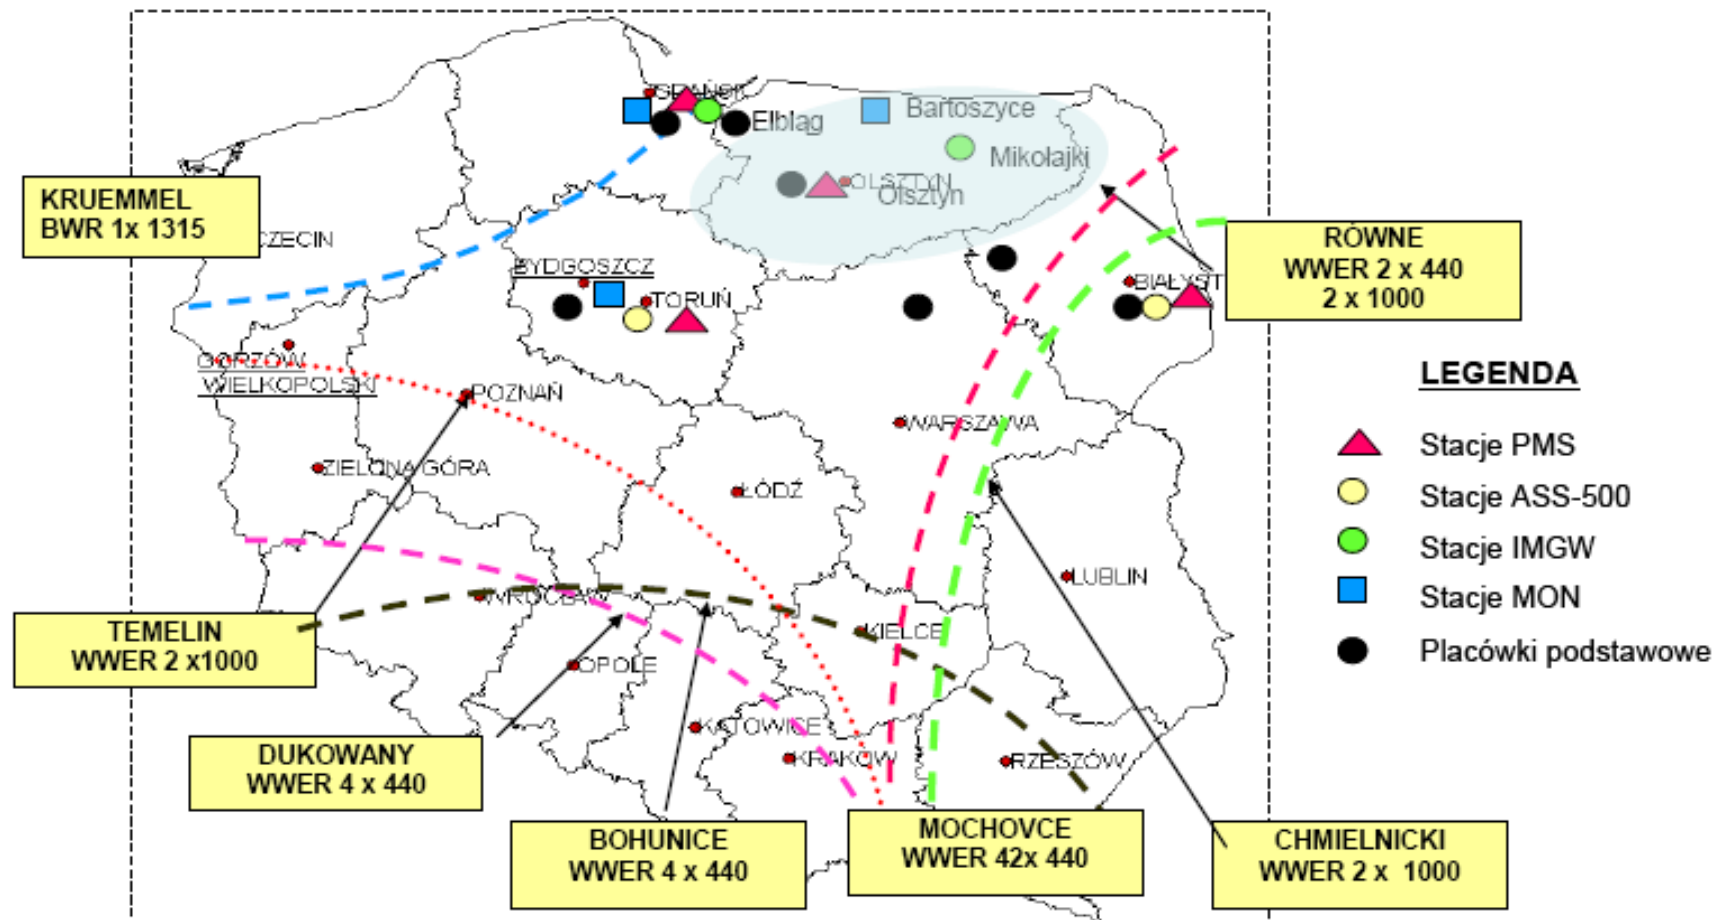 GDAŃSK
Elbląg
Bartoszyce
Mikołajki
OLSZTYN
Olsztyn
KRUEMMEL
BWR 1x 1315
CZECIN
RÓWNE
WWER 2 x 440
2 x 1000
BYDGOSZCZ
TORUŃ
BIAŁYST
GORZÓW
WIELKOPOLSKI
POZNAŃ
WARSZAWA
ZIELONA GÓRA
ŁÓDŹ
LEGENDA
Stacje PMS
Stacje ASS-500
Stacje IMGW
Stacje MON
Placówki podstawowe
LUBLIN
WROCŁAW
KIELCE
OPOLE
TEMELIN
WWER 2 x1000
KATOWICE
KRAKÓW
RZESZÓW
DUKOWANY
WWER 4 x 440
BOHUNICE
WWER 4 x 440
MOCHOVCE
WWER 42x 440
CHMIELNICKI
WWER 2 x 1000